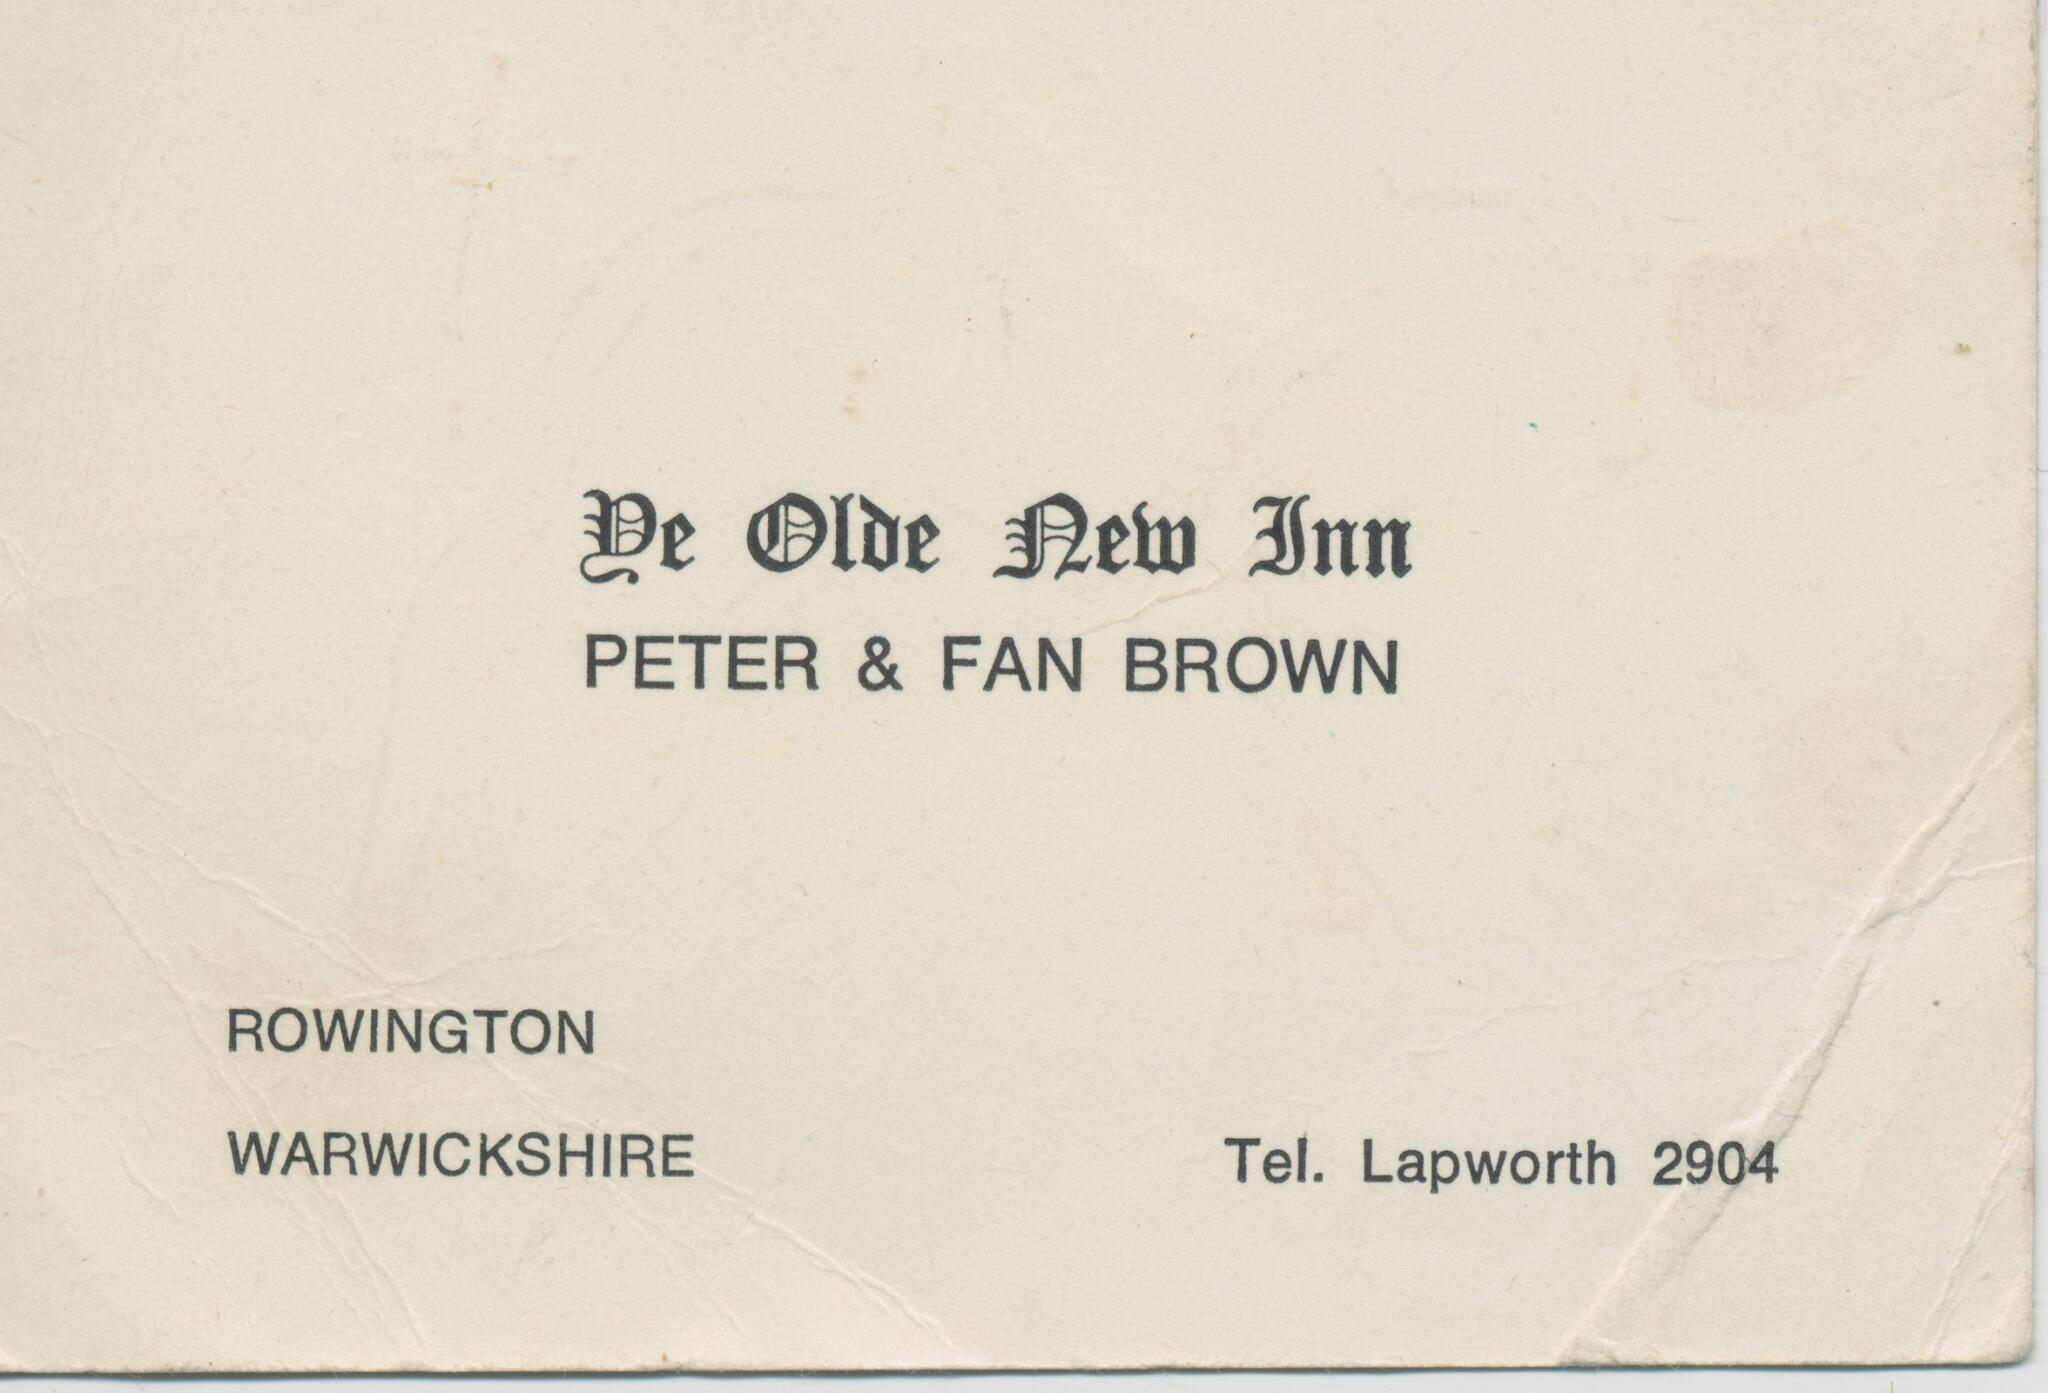 Ye Olde New Inn
PETER & FAN BROWN
ROWINGTON
WARWICKSHIRE
Tel. Lapworth 2904